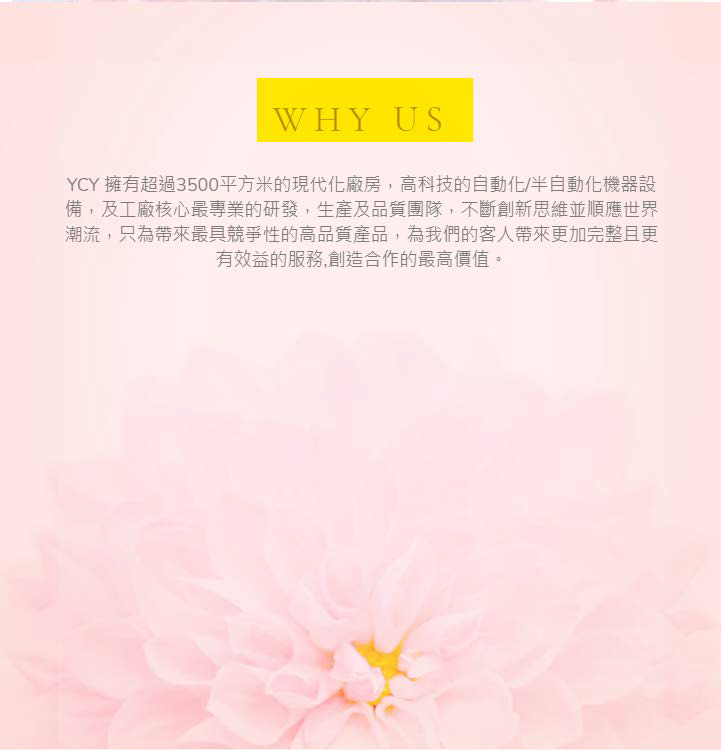 WHY US
YCY 擁有超過3500平方米的現代化廠房，高科技的自動化/半自動化機器設
備，及工廠核心最專業的研發，生產及品質團隊，不斷創新思維並順應世界
潮流，只為帶來最具競爭性的高品質產品，為我們的客人帶來更加完整且更
有效益的服務,創造合作的最高價值。